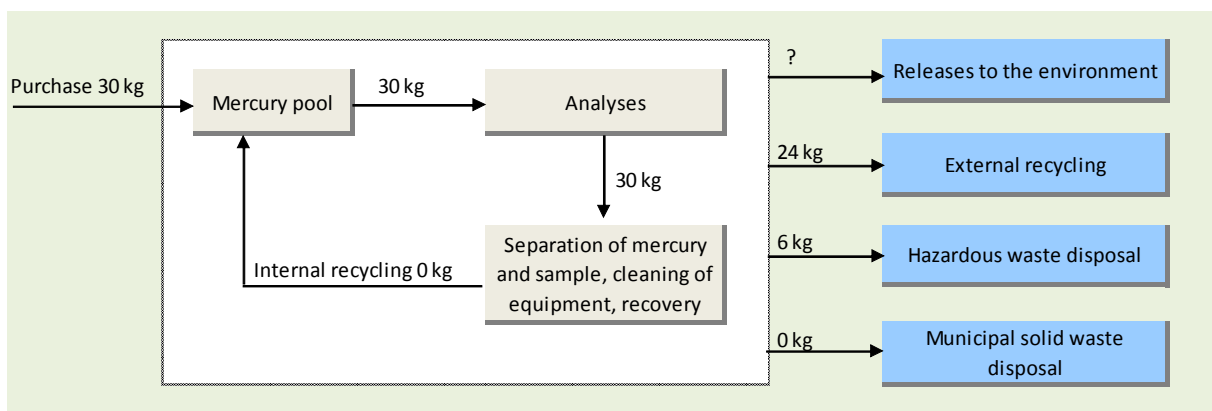 Purchase 30 kg
Mercury pool
30 kg
Analyses
30 kg
Separation of mercury
and sample, cleaning of
equipment, recovery
Internal recycling 0 kg
?
Releases to the environment
24 kg
External recycling
6 kg
Hazardous waste disposal
0 kg
Municipal solid waste
disposal